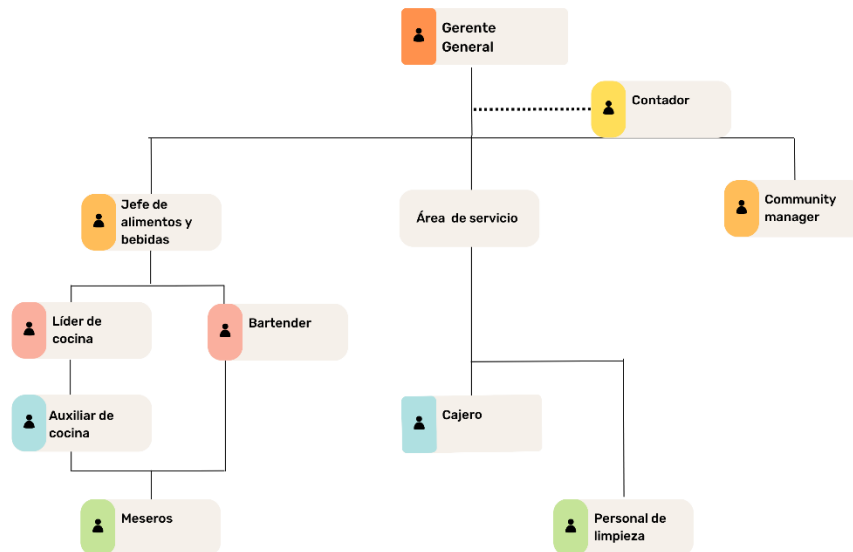 Gerente
General
Contador
Jefe de
alimentos y
bebidas
Área de servicio
Community
manager
Líder de
cocina
Bartender
Auxiliar de
cocina
Cajero
Meseros
Personal de
limpieza